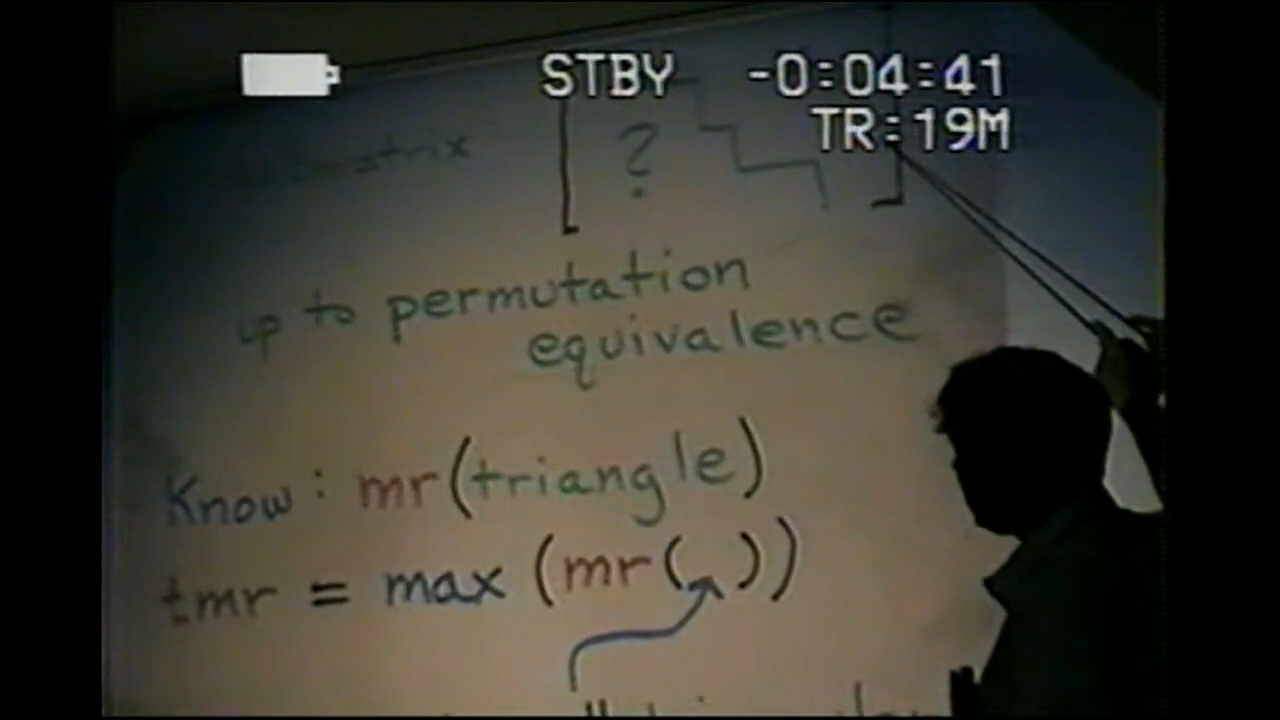 STBY -0:04:41
TR:19M
?
up to permutation
equivalence
Know: mr(triangle)
tmr = max (mr( ))